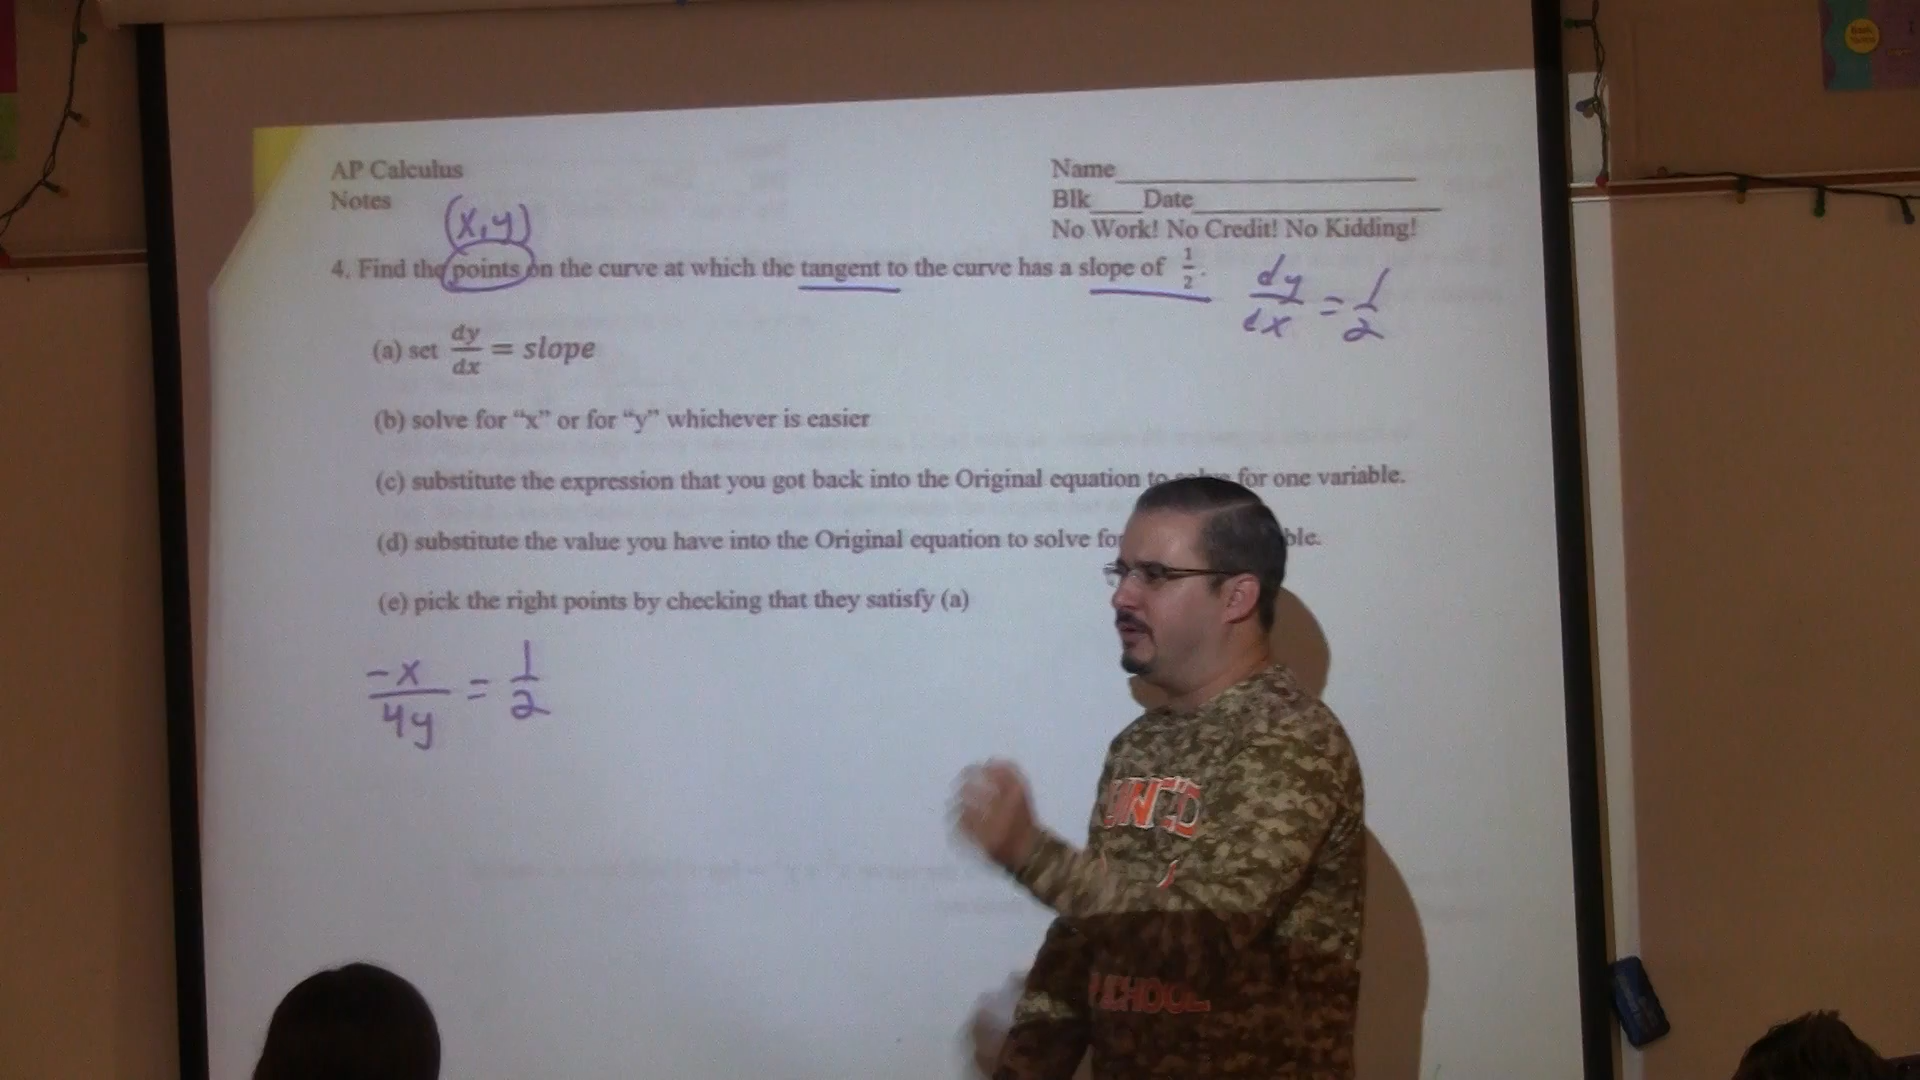 AP Calculus
Notes
Name
Blk Date
No Work! No Credit! No Kidding!
(x,y)
4. Find the points on the curve at which the tangent to the curve has a slope of 1/2.
dy/dx = 1/2
(a) set dy/dx = slope
(b) solve for “x” or for “y” whichever is easier
(c) substitute the expression that you got back into the Original equation to solve for one variable.
(d) substitute the value you have into the Original equation to solve for
(e) pick the right points by checking that they satisfy (a)
-x/4y = 1/2